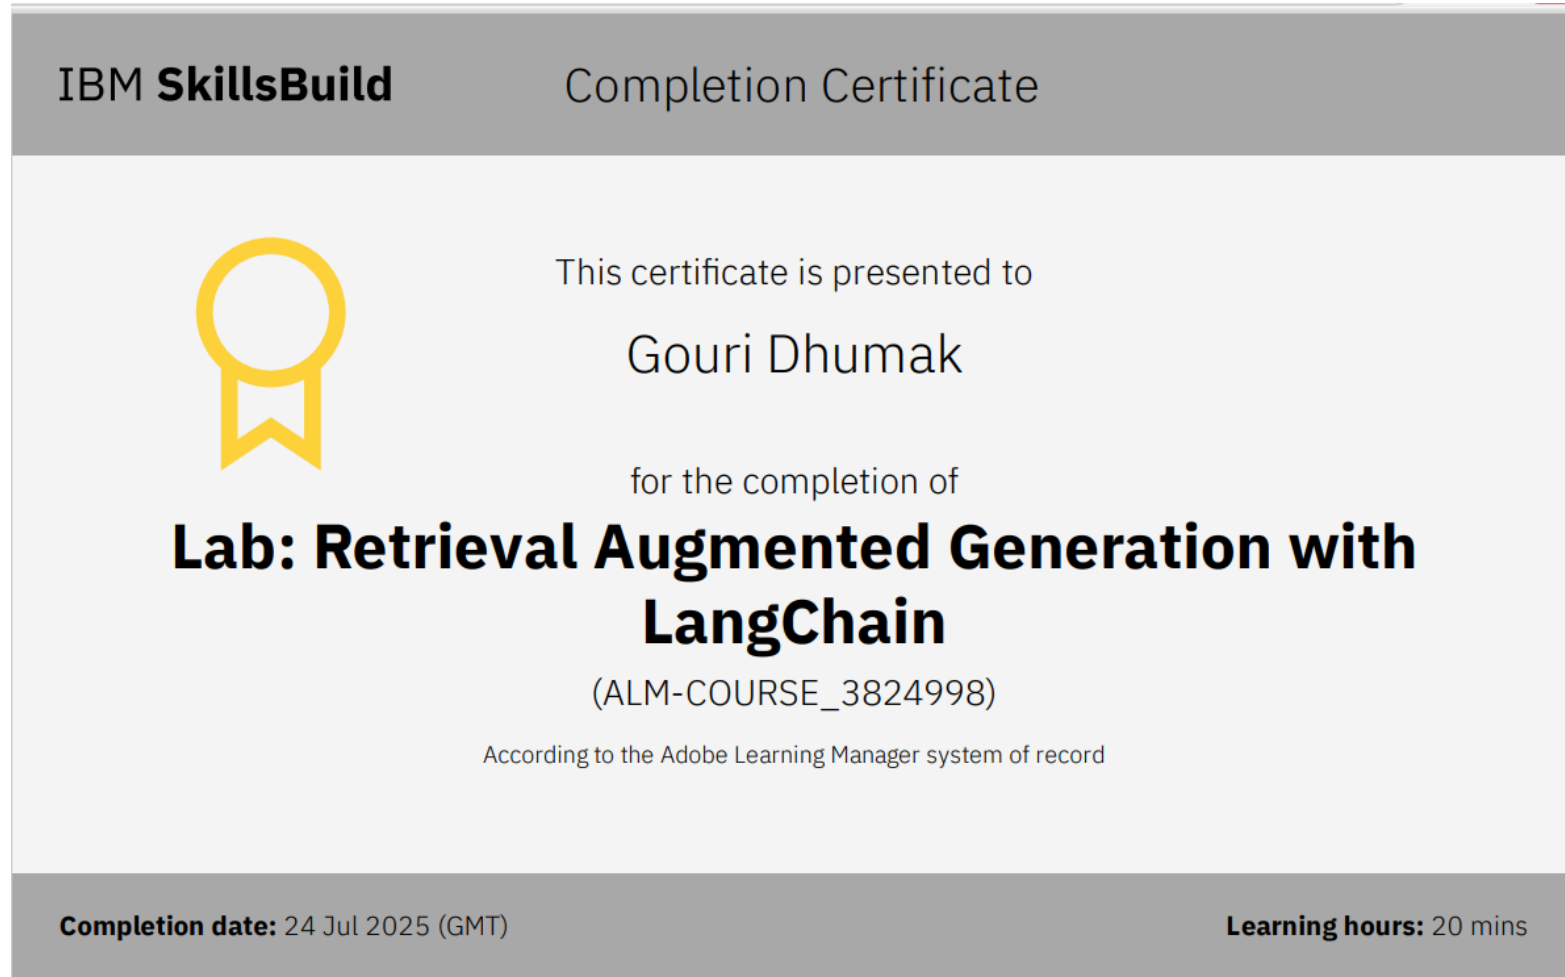 IBM SkillsBuild
Completion Certificate
This certificate is presented to
Gouri Dhumak
for the completion of
Lab: Retrieval Augmented Generation with
LangChain
(ALM-COURSE_3824998)
According to the Adobe Learning Manager system of record
Completion date: 24 Jul 2025 (GMT)
Learning hours: 20 mins